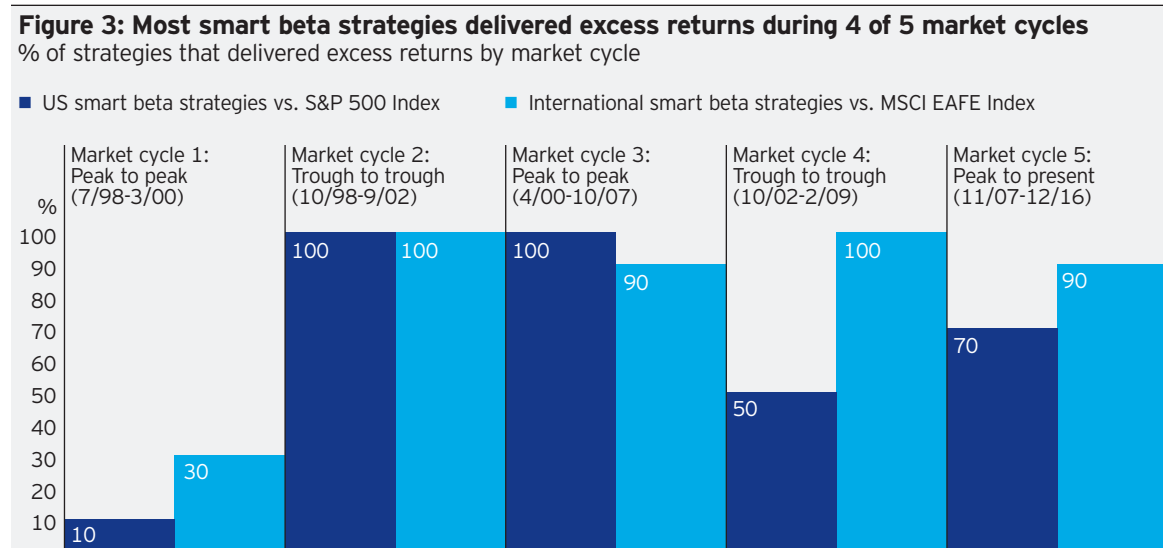 Figure 3: Most smart beta strategies delivered excess returns during 4 of 5 market cycles
% of strategies that delivered excess returns by market cycle
US smart beta strategies vs. S&P 500 Index
International smart beta strategies vs. MSCI EAFE Index
Market cycle 1:
Peak to peak
(7/98-3/00)
Market cycle 2:
Trough to trough
(10/98-9/02)
Market cycle 3:
Peak to peak
(4/00-10/07)
Market cycle 4:
Trough to trough
(10/02-2/09)
Market cycle 5:
Peak to present
(11/07-12/16)
%
100
90
80
70
60
50
40
30
20
10
10
30
100
100
100
90
50
100
70
90